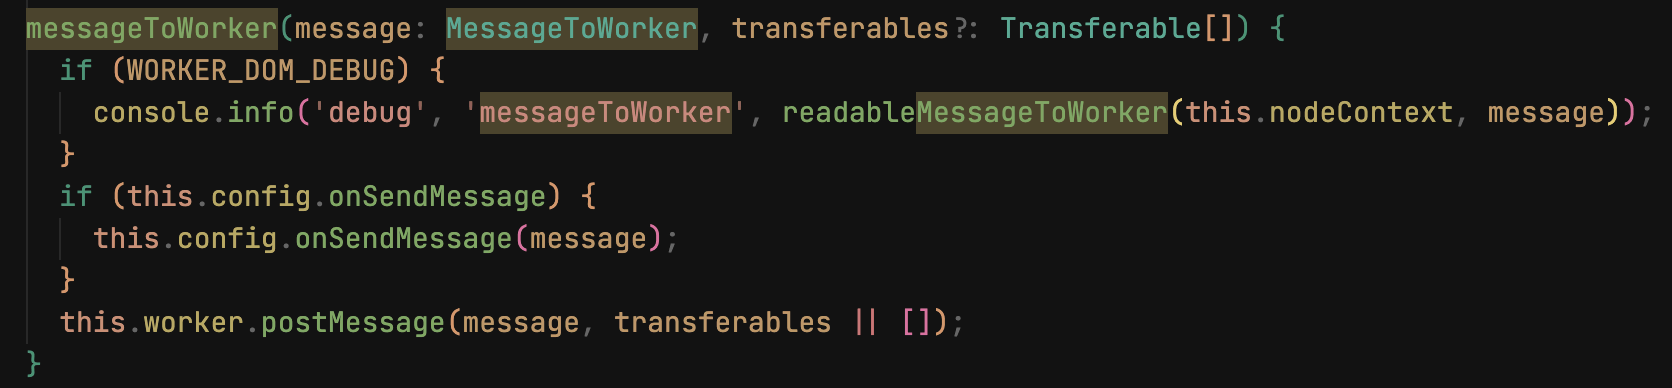 messageToWorker(message: MessageToWorker, transferables?: Transferable[]) {
  if (WORKER_DOM_DEBUG) {
    console.info('debug', 'messageToWorker', readableMessageToWorker(this.nodeContext, message));
  }
  if (this.config.onSendMessage) {
    this.config.onSendMessage(message);
  }
  this.worker.postMessage(message, transferables || []);
}